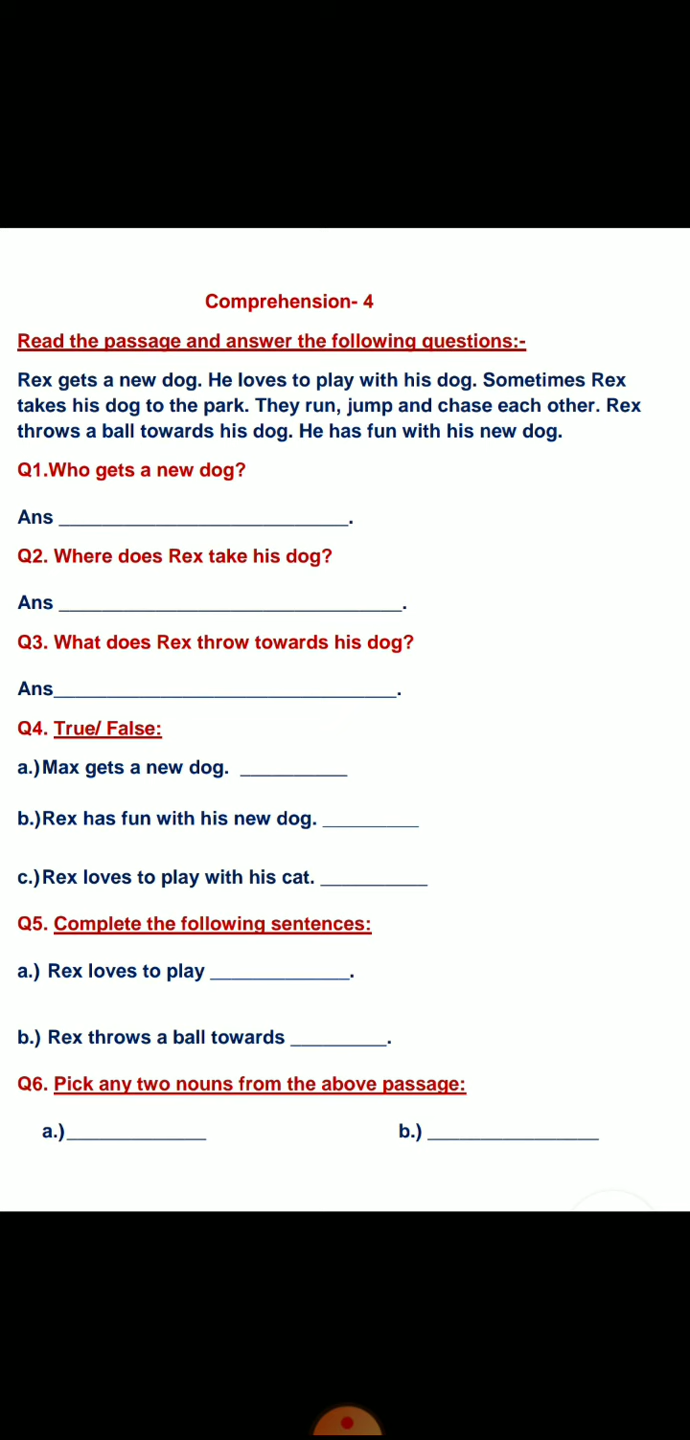 Comprehension- 4
Read the passage and answer the following questions:-
Rex gets a new dog. He loves to play with his dog. Sometimes Rex
takes his dog to the park. They run, jump and chase each other. Rex
throws a ball towards his dog. He has fun with his new dog.
Q1.Who gets a new dog?
Ans ___________________________.
Q2. Where does Rex take his dog?
Ans ________________________________.
Q3. What does Rex throw towards his dog?
Ans________________________________.
Q4. True/ False:
a.)Max gets a new dog. __________
b.)Rex has fun with his new dog. _________
c.)Rex loves to play with his cat. __________
Q5. Complete the following sentences:
a.) Rex loves to play _____________.
b.) Rex throws a ball towards _________.
Q6. Pick any two nouns from the above passage:
a.)_____________ b.) ________________